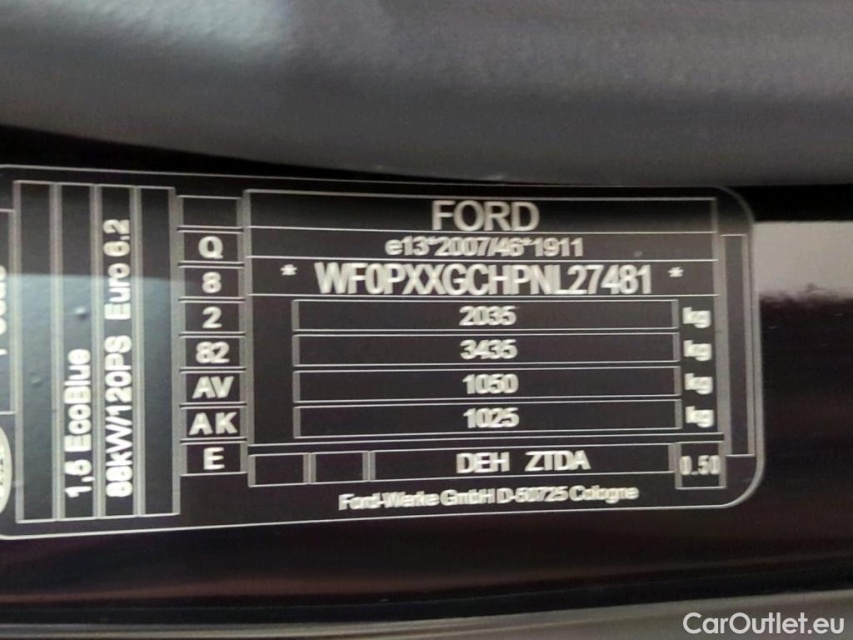 FORD
e13*2007/46*1911
* WF0PXXGCHPNL27481 *
2035 kg
3435 kg
1050 kg
1025 kg
DEH ZTDA 0.50
Ford-Werke GmbH D-50725 Cologne
Q
8
2
82
AV
AK
E
1,5 EcoBlue
88kW/120PS Euro 6.2
CarOutlet.eu